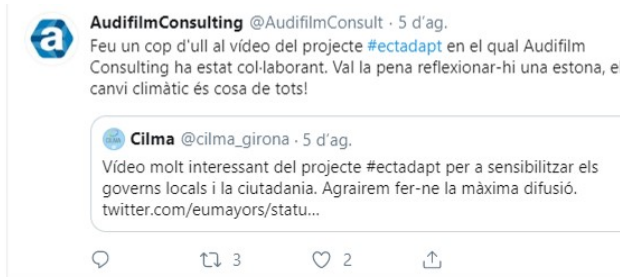 AudifilmConsulting @AudifilmConsult · 5 d'ag.
Feu un cop d'ull al vídeo del projecte #ectadapt en el qual Audifilm
Consulting ha estat col·laborant. Val la pena reflexionar-hi una estona, el
canvi climàtic és cosa de tots!
Cilma @cilma_girona · 5 d'ag.
Vídeo molt interessant del projecte #ectadapt per a sensibilitzar els
governs locals i la ciutadania. Agrairem fer-ne la màxima difusió.
twitter.com/eumayors/statu...
3 2